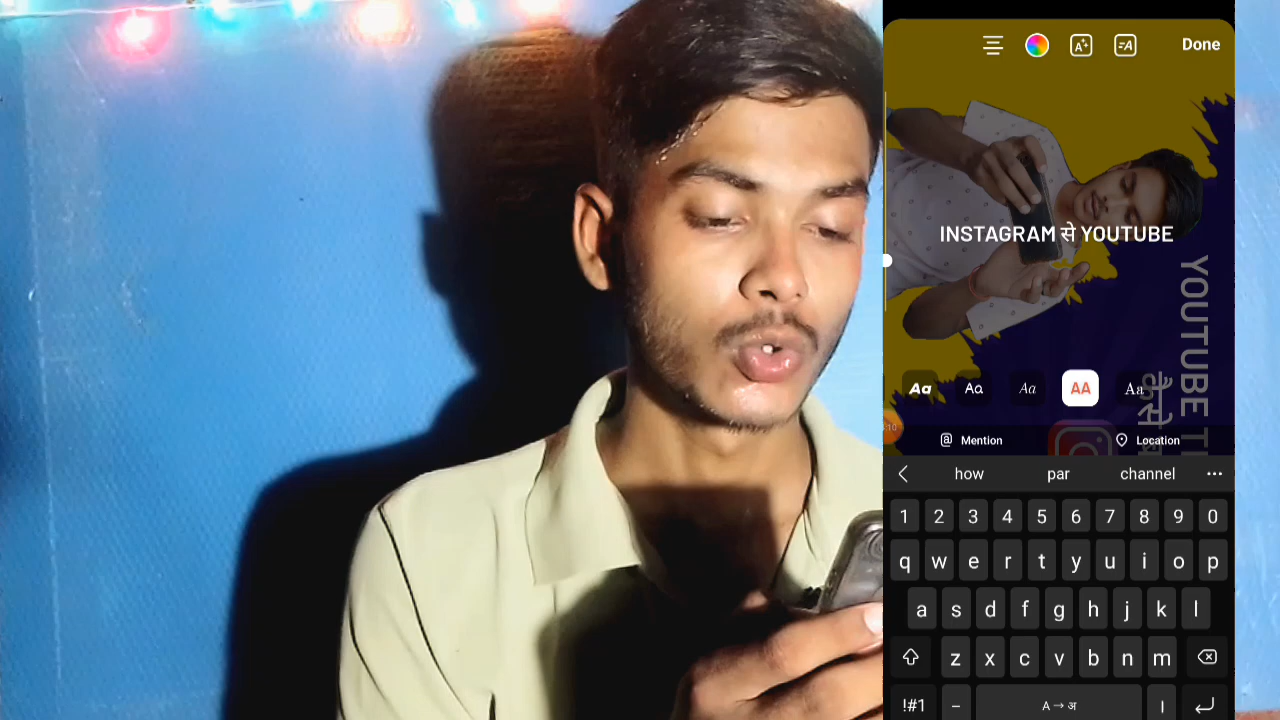 Done
INSTAGRAM से YOUTUBE
YOUTUBE
कैसे
Aa Aa Aa AA Aa
Mention Location
how par channel
1 2 3 4 5 6 7 8 9 0
q w e r t y u i o p
a s d f g h j k l
z x c v b n m
!#1 – A→अ |